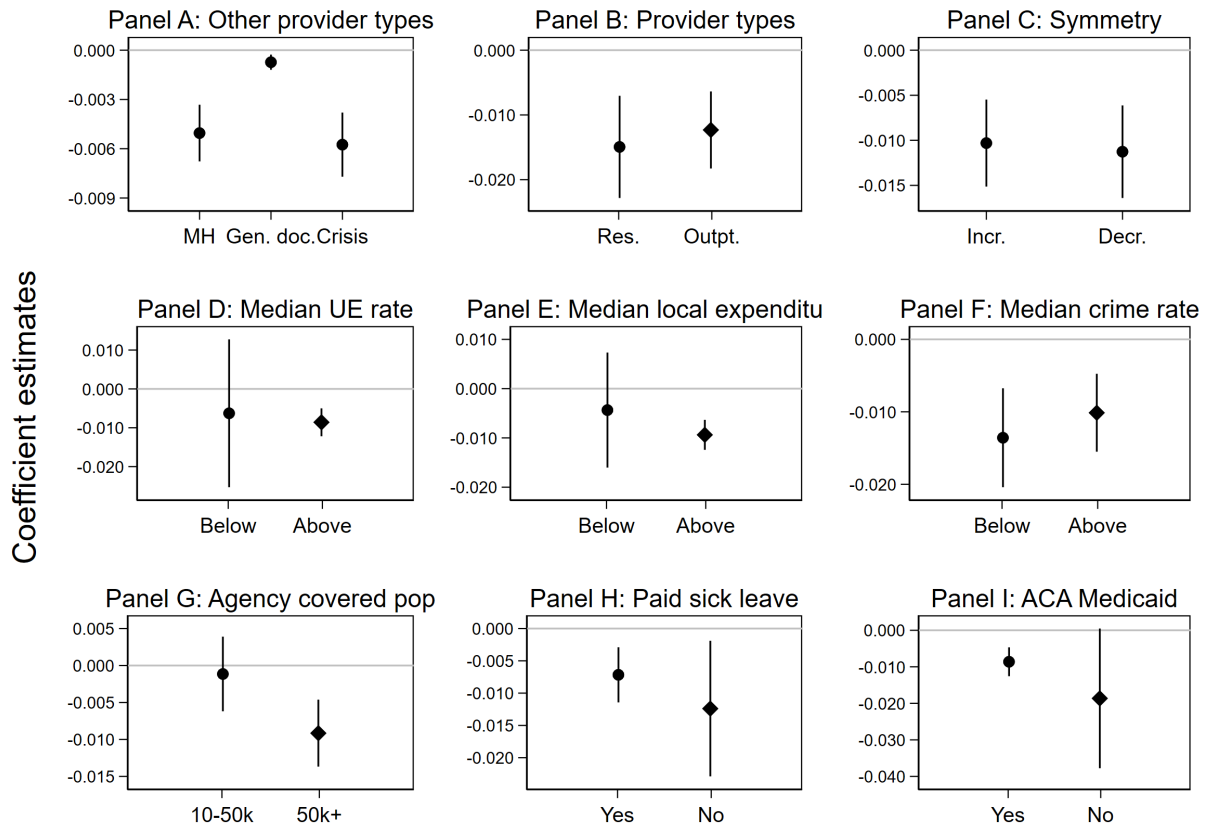 Coefficient estimates
Panel A: Other provider types
0.000
-0.003
-0.006
-0.009
MH Gen. doc. Crisis
Panel B: Provider types
0.000
-0.010
-0.020
Res. Outpt.
Panel C: Symmetry
0.000
-0.005
-0.010
-0.015
Incr. Decr.
Panel D: Median UE rate
0.010
0.000
-0.010
-0.020
Below Above
Panel E: Median local expenditu
0.010
0.000
-0.010
-0.020
Below Above
Panel F: Median crime rate
0.000
-0.010
-0.020
Below Above
Panel G: Agency covered pop
0.005
0.000
-0.005
-0.010
-0.015
10-50k 50k+
Panel H: Paid sick leave
0.000
-0.005
-0.010
-0.015
-0.020
Yes No
Panel I: ACA Medicaid
0.000
-0.010
-0.020
-0.030
-0.040
Yes No